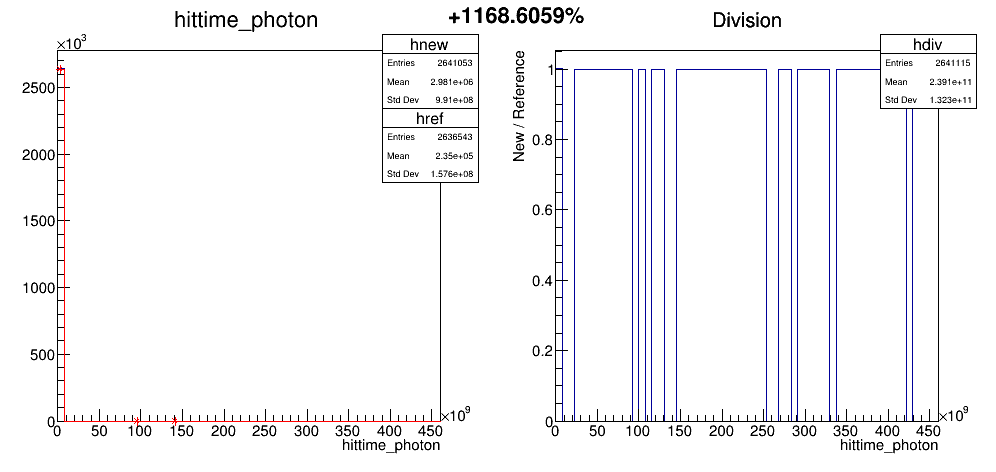 +1168.6059%
hittime_photon
×10³
hnew
Entries 2641053
Mean 2.981e+06
Std Dev 9.91e+08
href
Entries 2636543
Mean 2.35e+05
Std Dev 1.576e+08
2500
2000
1500
1000
500
0
0 50 100 150 200 250 300 350 400 450
×10⁹
hittime_photon
Division
hdiv
Entries 2641115
Mean 2.391e+11
Std Dev 1.323e+11
New / Reference
1
0.8
0.6
0.4
0.2
0
0 50 100 150 200 250 300 350 400 450
×10⁹
hittime_photon